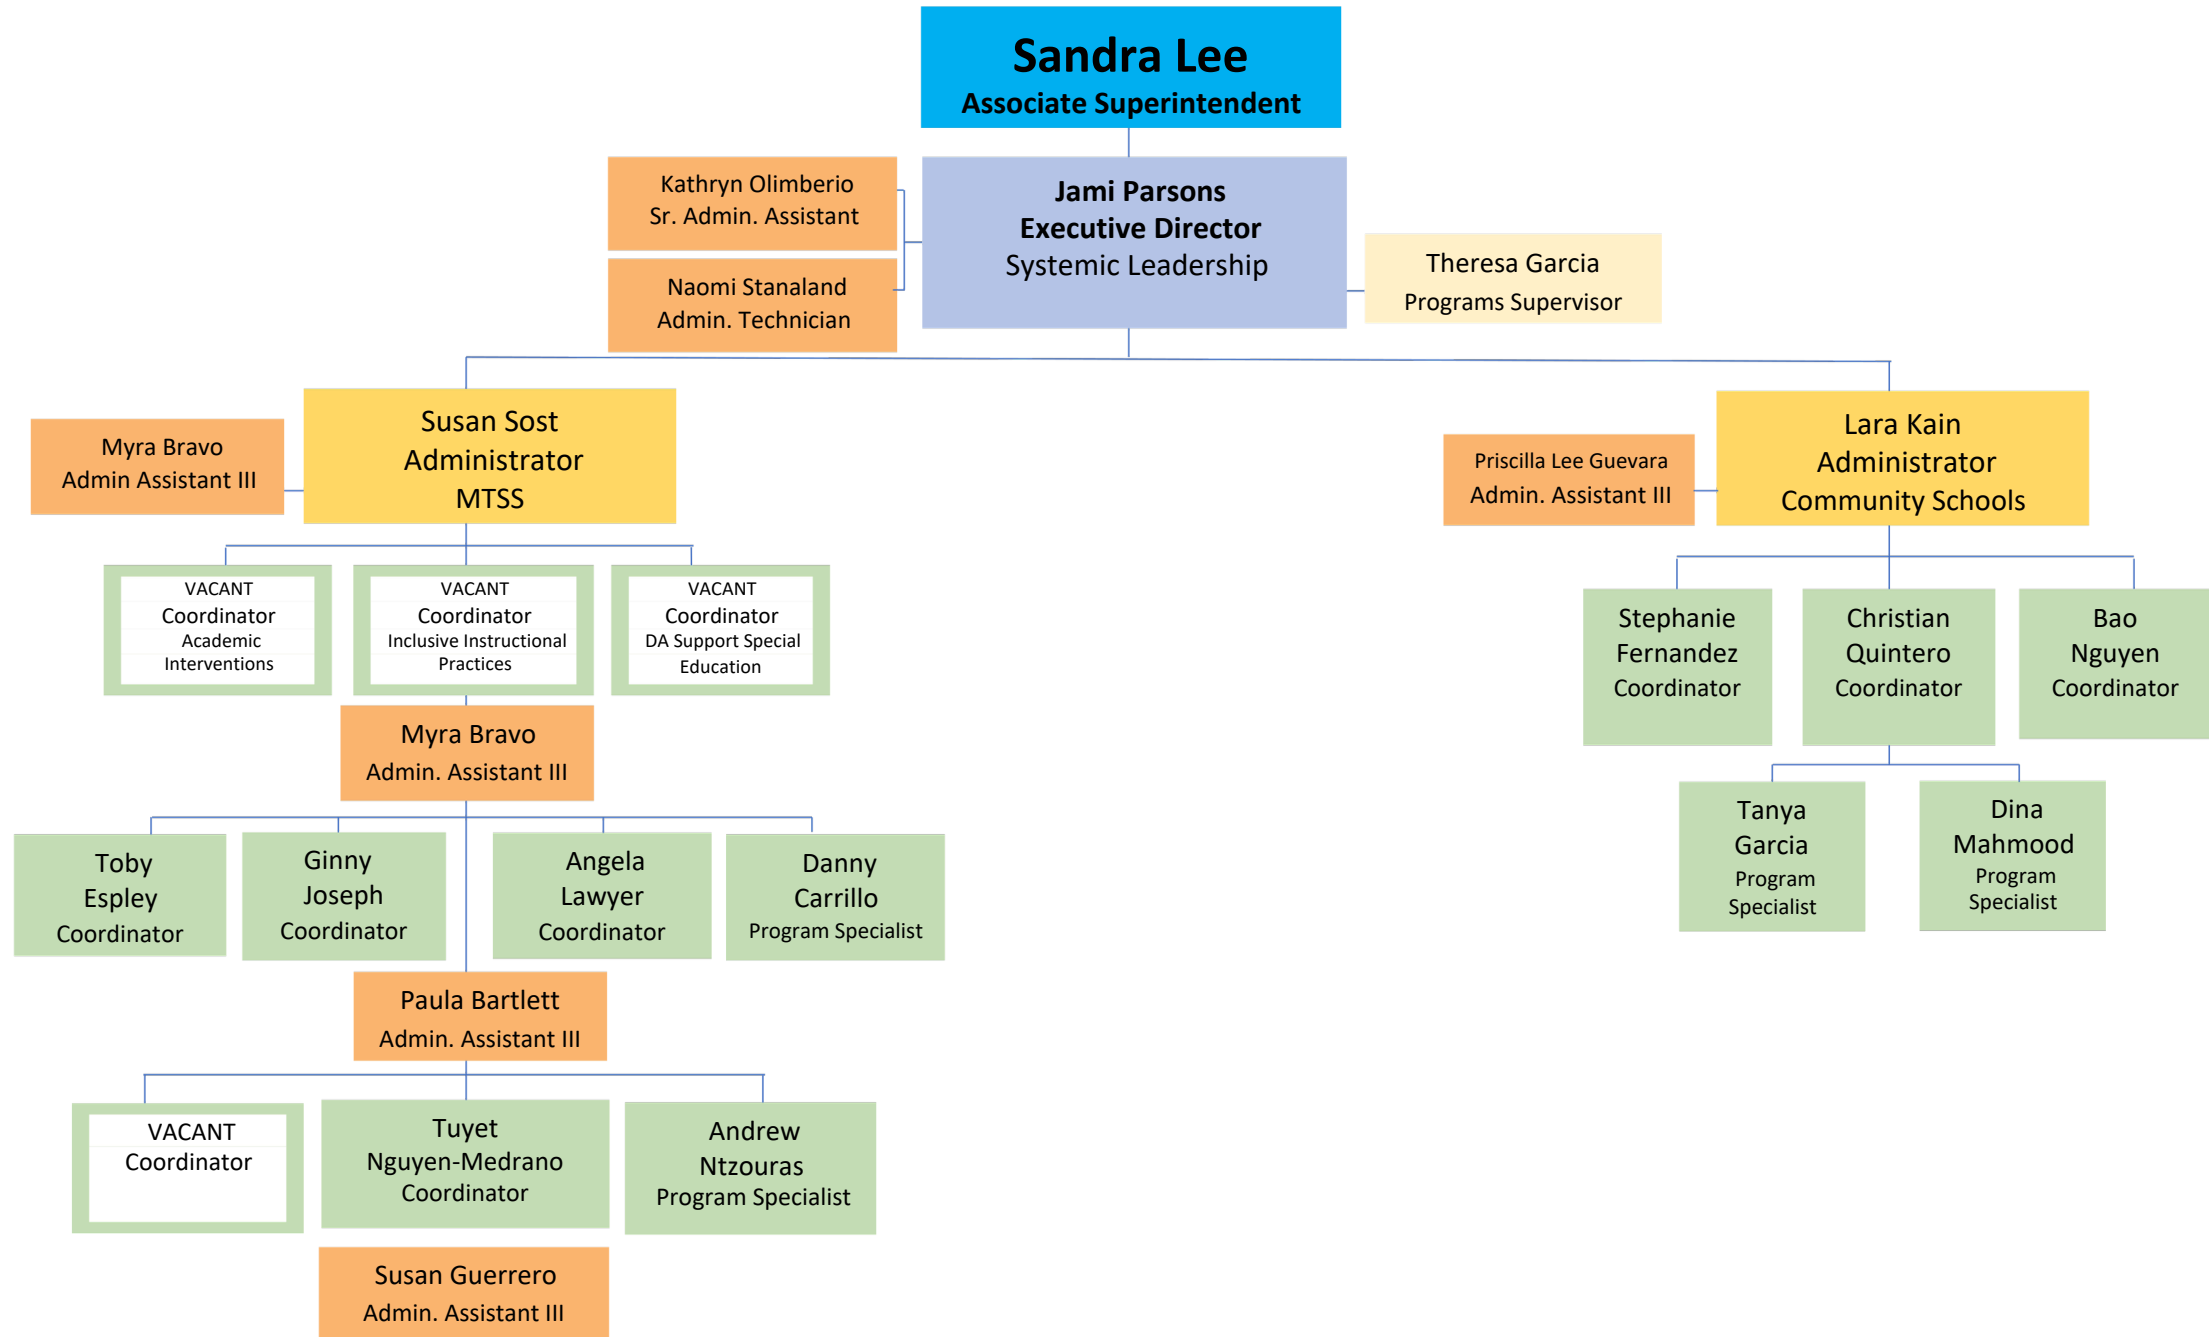 Sandra Lee
Associate Superintendent
Kathryn Olimberio
Sr. Admin. Assistant
Jami Parsons
Executive Director
Systemic Leadership
Naomi Stanaland
Admin. Technician
Theresa Garcia
Programs Supervisor
Myra Bravo
Admin Assistant III
Susan Sost
Administrator
MTSS
Priscilla Lee Guevara
Admin. Assistant III
Lara Kain
Administrator
Community Schools
VACANT
Coordinator
Academic
Interventions
VACANT
Coordinator
Inclusive Instructional
Practices
VACANT
Coordinator
DA Support Special
Education
Stephanie
Fernandez
Coordinator
Christian
Quintero
Coordinator
Bao
Nguyen
Coordinator
Myra Bravo
Admin. Assistant III
Tanya
Garcia
Program
Specialist
Dina
Mahmood
Program
Specialist
Toby
Espley
Coordinator
Ginny
Joseph
Coordinator
Angela
Lawyer
Coordinator
Danny
Carrillo
Program Specialist
Paula Bartlett
Admin. Assistant III
VACANT
Coordinator
Tuyet
Nguyen-Medrano
Coordinator
Andrew
Ntzouras
Program Specialist
Susan Guerrero
Admin. Assistant III